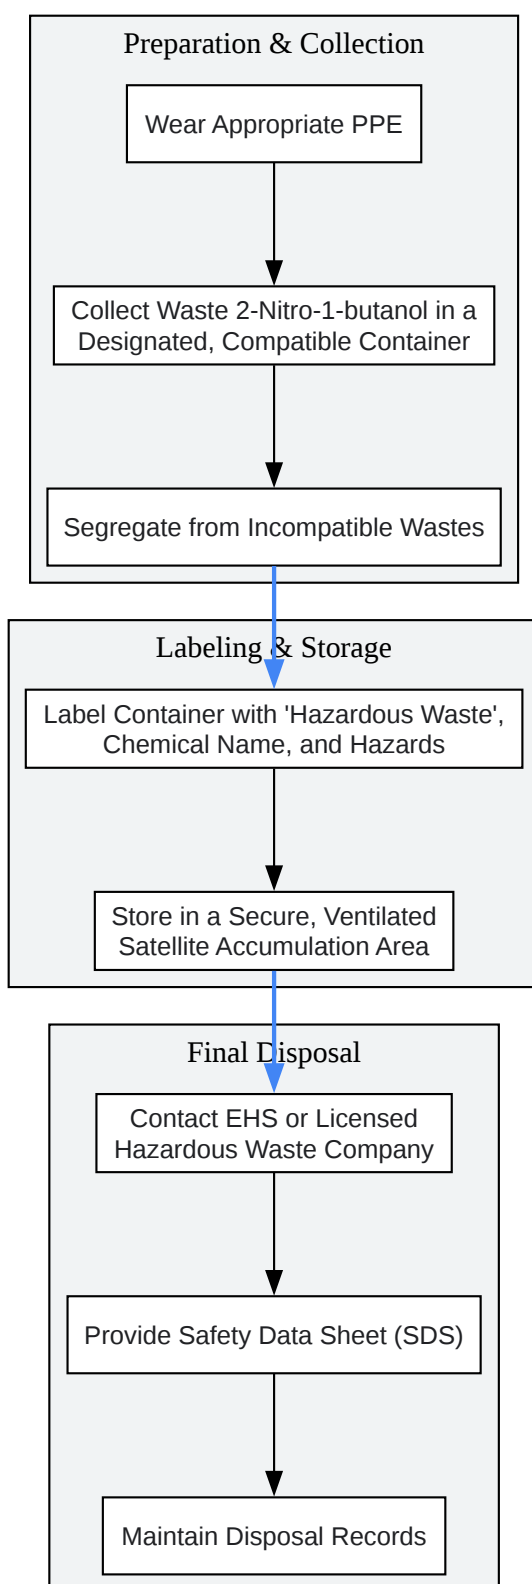 Preparation & Collection
Wear Appropriate PPE
Collect Waste 2-Nitro-1-butanol in a
Designated, Compatible Container
Segregate from Incompatible Wastes
Labeling & Storage
Label Container with 'Hazardous Waste',
Chemical Name, and Hazards
Store in a Secure, Ventilated
Satellite Accumulation Area
Final Disposal
Contact EHS or Licensed
Hazardous Waste Company
Provide Safety Data Sheet (SDS)
Maintain Disposal Records